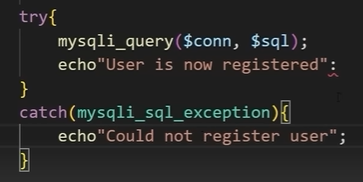 try{
    mysqli_query($conn, $sql);
    echo"User is now registered":
}
catch(mysqli_sql_exception){
    echo"Could not register user";
}